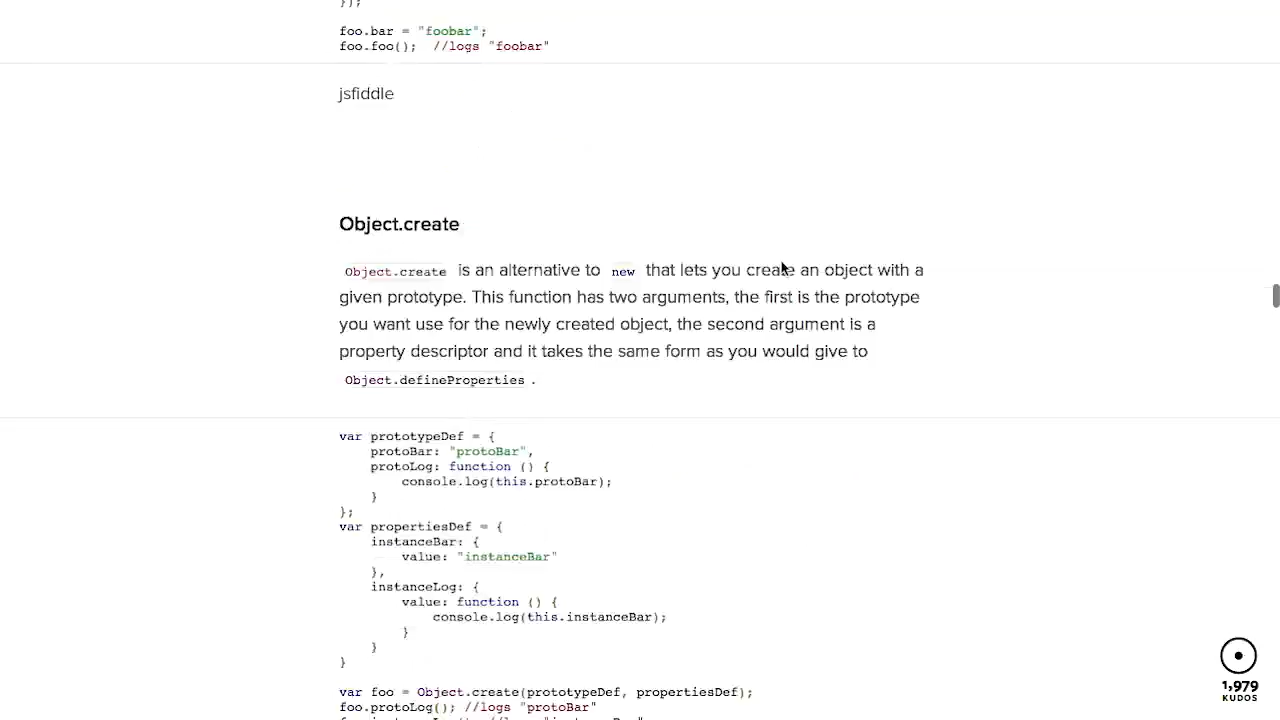 });
foo.bar = "foobar";
foo.foo();  //logs "foobar"
jsfiddle
Object.create
Object.create is an alternative to new that lets you create an object with a
given prototype. This function has two arguments, the first is the prototype
you want use for the newly created object, the second argument is a
property descriptor and it takes the same form as you would give to
Object.defineProperties .
var prototypeDef = {
    protoBar: "protoBar",
    protoLog: function () {
        console.log(this.protoBar);
    }
};
var propertiesDef = {
    instanceBar: {
        value: "instanceBar"
    },
    instanceLog: {
        value: function () {
            console.log(this.instanceBar);
        }
    }
}
var foo = Object.create(prototypeDef, propertiesDef);
foo.protoLog(); //logs "protoBar"
1,979
KUDOS